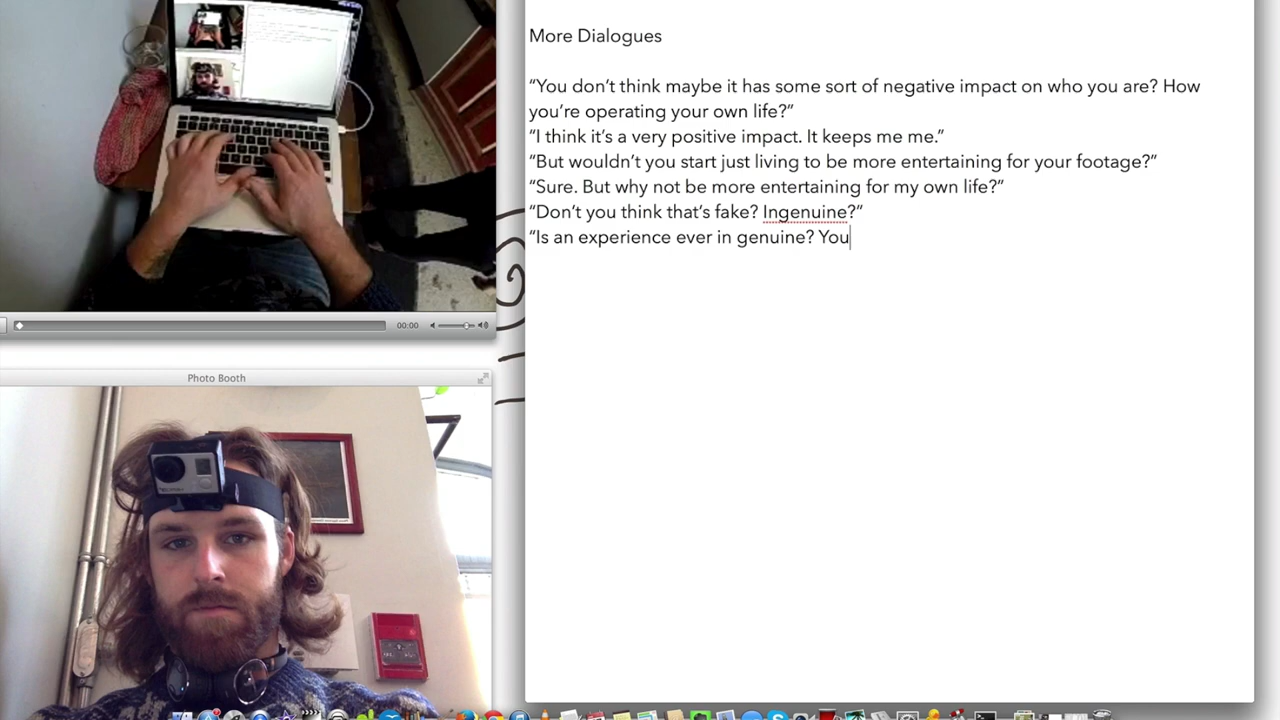 More Dialogues
“You don’t think maybe it has some sort of negative impact on who you are? How
you’re operating your own life?”
“I think it’s a very positive impact. It keeps me me.”
“But wouldn’t you start just living to be more entertaining for your footage?”
“Sure. But why not be more entertaining for my own life?”
“Don’t you think that’s fake? Ingenuine?”
“Is an experience ever in genuine? You
00:00
Photo Booth